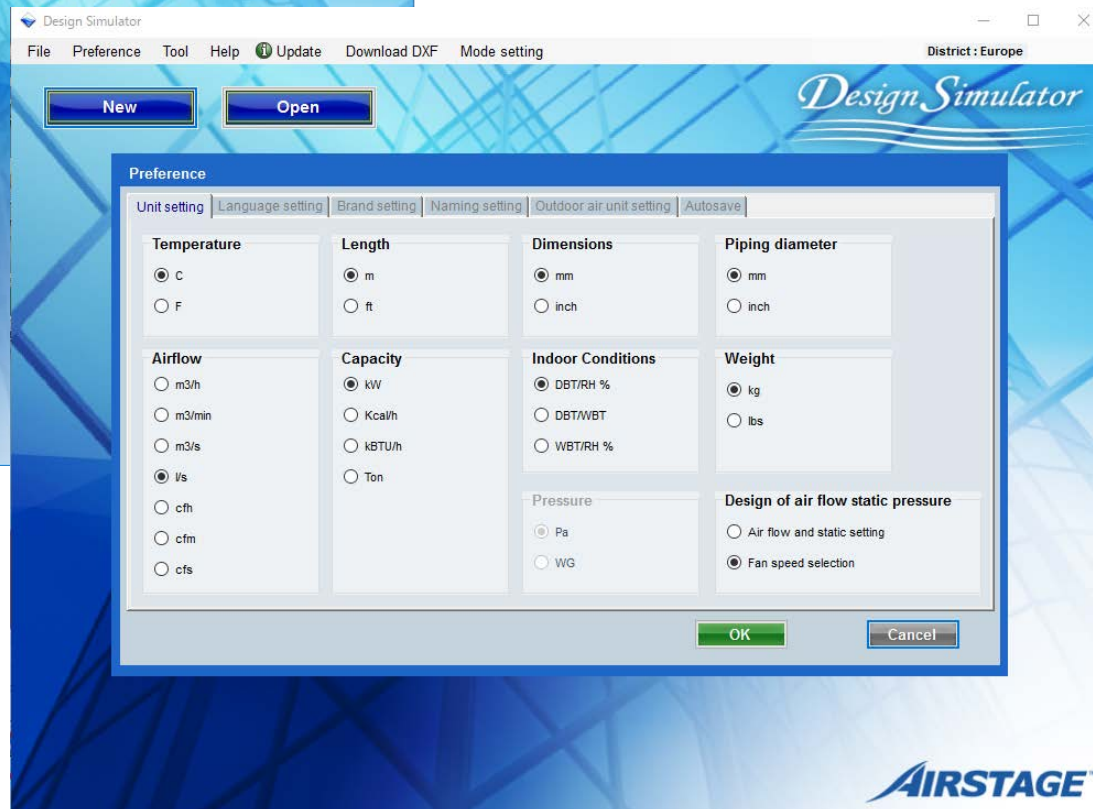 Design Simulator
File Preference Tool Help Update Download DXF Mode setting District : Europe
New Open
Design Simulator
Preference
Unit setting Language setting Brand setting Naming setting Outdoor air unit setting Autosave
Temperature Length Dimensions Piping diameter
C m mm mm
F ft inch inch
Airflow Capacity Indoor Conditions Weight
m3/h kW DBT/RH % kg
m3/min Kcal/h DBT/WBT lbs
m3/s kBTU/h WBT/RH %
l/s Ton
cfh Pressure Design of air flow static pressure
cfm Pa Air flow and static setting
cfs WG Fan speed selection
OK Cancel
AIRSTAGE